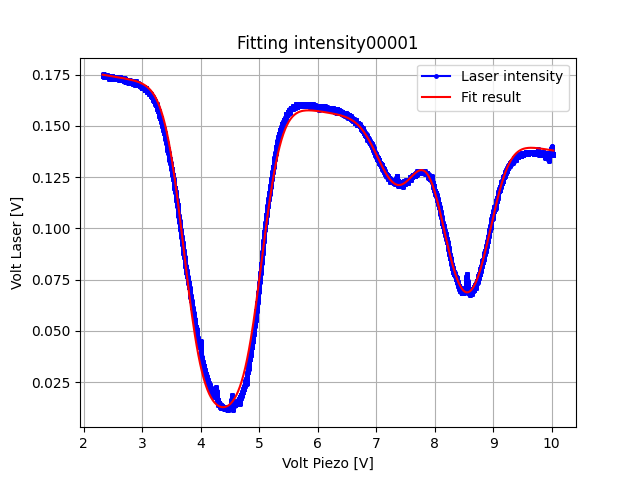 Fitting intensity00001
Laser intensity
Fit result
0.175
0.150
0.125
0.100
0.075
0.050
0.025
Volt Laser [V]
2 3 4 5 6 7 8 9 10
Volt Piezo [V]